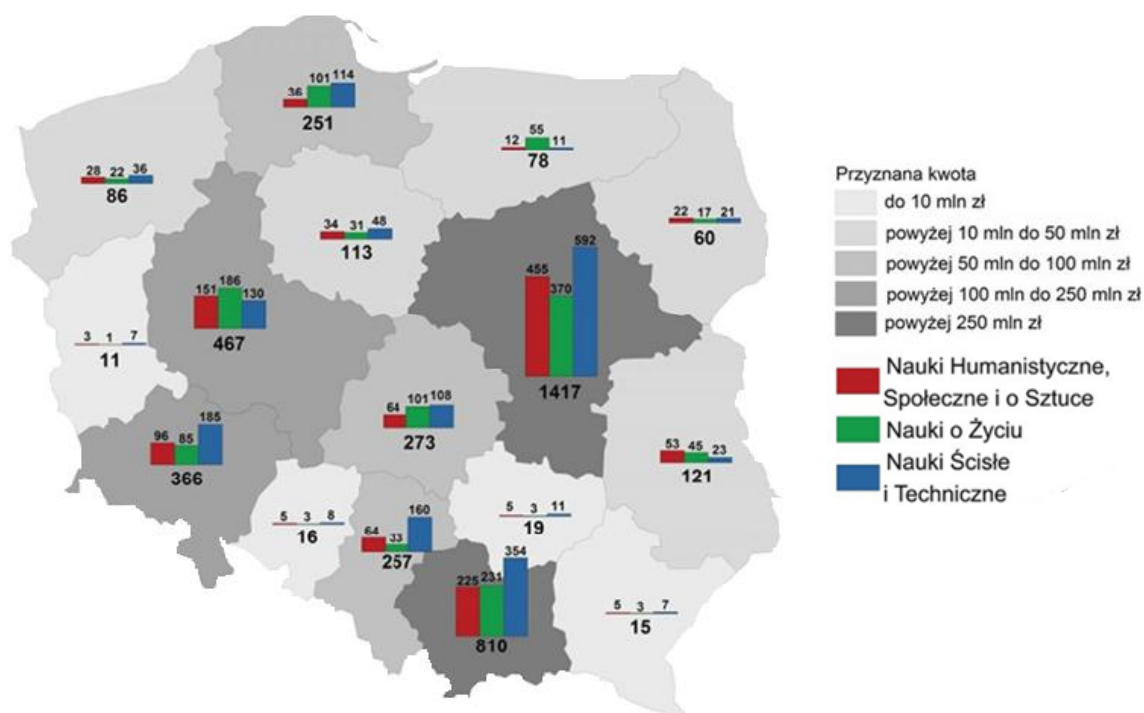 36 101 114
251
12 55 11
78
28 22 36
86
34 31 48
113
22 17 21
60
151 186 130
467
455 370 592
1417
3 1 7
11
64 101 108
273
96 85 185
366
53 45 23
121
5 3 8
16
64 33 160
257
5 3 11
19
225 231 354
810
5 3 7
15
Przyznana kwota
do 10 mln zł
powyżej 10 mln do 50 mln zł
powyżej 50 mln do 100 mln zł
powyżej 100 mln do 250 mln zł
powyżej 250 mln zł
Nauki Humanistyczne,
Społeczne i o Sztuce
Nauki o Życiu
Nauki Ścisłe
i Techniczne